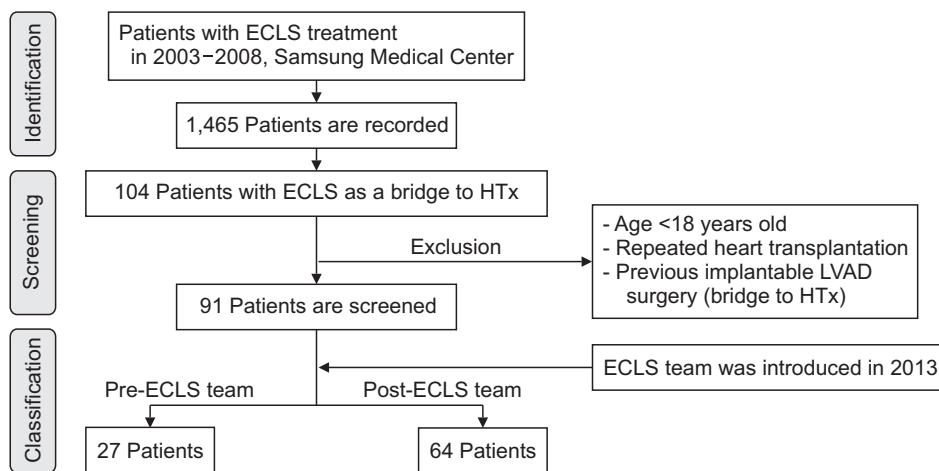 Identification
Patients with ECLS treatment
in 2003−2008, Samsung Medical Center
1,465 Patients are recorded
Screening
104 Patients with ECLS as a bridge to HTx
Exclusion
- Age <18 years old
- Repeated heart transplantation
- Previous implantable LVAD
surgery (bridge to HTx)
91 Patients are screened
Classification
ECLS team was introduced in 2013
Pre-ECLS team
Post-ECLS team
27 Patients
64 Patients